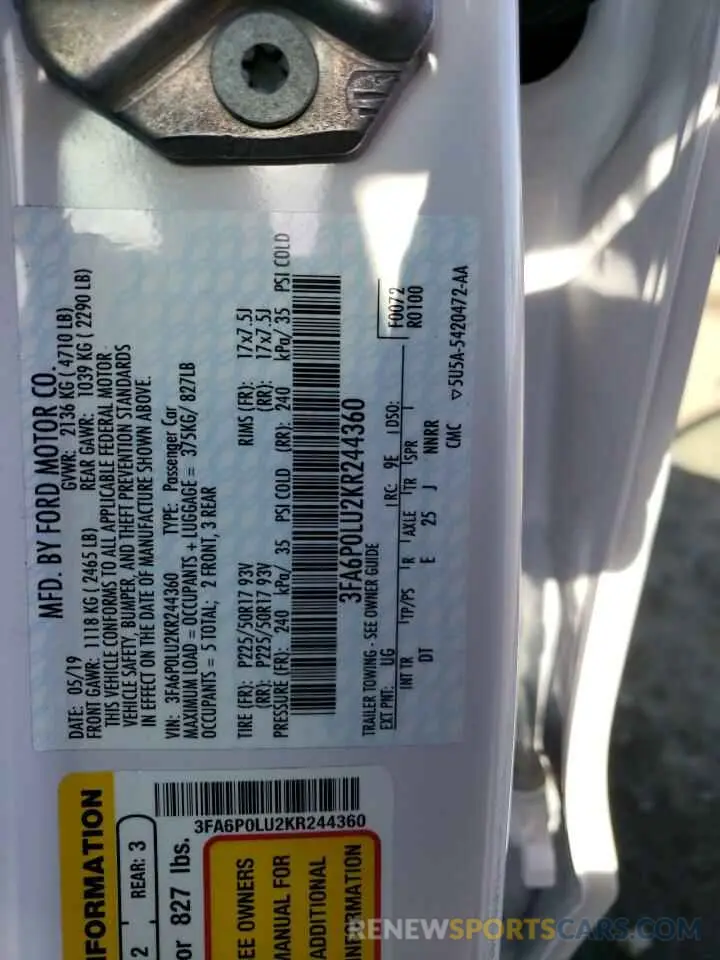 MFD. BY FORD MOTOR CO.
DATE: 05/19 GVWR: 2136 KG ( 4710 LB)
FRONT GAWR: 1118 KG ( 2465 LB) REAR GAWR: 1039 KG ( 2290 LB)
THIS VEHICLE CONFORMS TO ALL APPLICABLE FEDERAL MOTOR
VEHICLE SAFETY, BUMPER, AND THEFT PREVENTION STANDARDS
IN EFFECT ON THE DATE OF MANUFACTURE SHOWN ABOVE.
VIN: 3FA6P0LU2KR244360 TYPE: Passenger Car
MAXIMUM LOAD = OCCUPANTS + LUGGAGE = 375KG/ 827LB
OCCUPANTS = 5 TOTAL; 2 FRONT, 3 REAR
TIRE (FR): P225/50R17 93V RIMS (FR): 17x7.5J
(RR): P225/50R17 93V (RR): 17x7.5J
PRESSURE (FR): 240 kPa/ 35 PSI COLD (RR): 240 kPa/ 35 PSI COLD
3FA6P0LU2KR244360
TRAILER TOWING - SEE OWNER GUIDE
F0072
R0100
EXT PNT: UG RC: 9E DSO:
INT TR TP/PS R AXLE TR SPR
DT E 25 J NNRR
CMC ▽5U5A-5420472-AA
3FA6P0LU2KR244360
FORMATION
2 REAR: 3
or 827 lbs.
EE OWNERS
MANUAL FOR
ADDITIONAL
INFORMATION
RENEWSPORTSCARS.COM